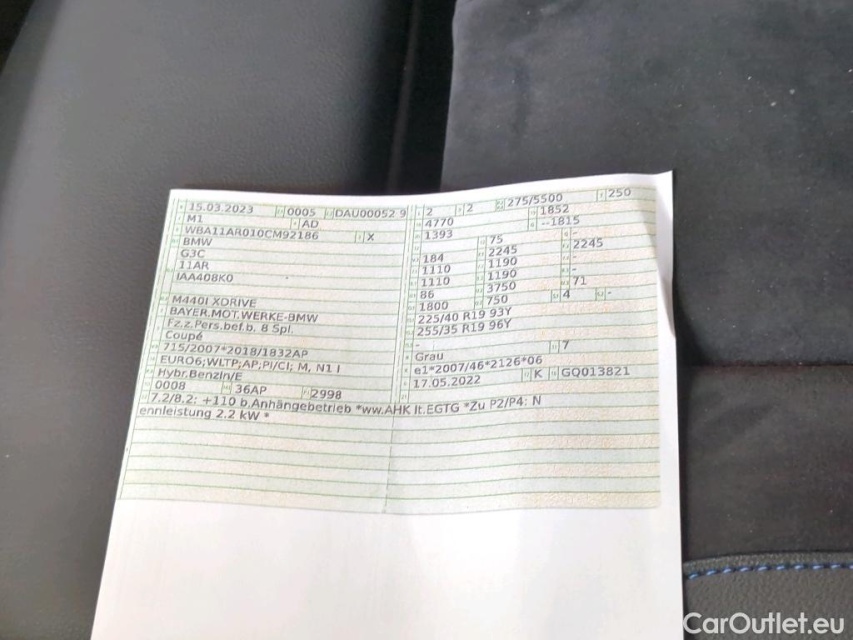 15.03.2023 0005 DAU00052 9
M1 AD
WBA11AR010CM92186 X
BMW
G3C
11AR
IAA408K0
M440I XDRIVE
BAYER.MOT.WERKE-BMW
Fz.z.Pers.bef.b. 8 Spl.
Coupé
715/2007*2018/1832AP
EURO6;WLTP;AP;PI/CI; M, N1 I
Hybr.Benzin/E
0008 36AP 2998
2 2 275/5500 250
4770 1852
1393 --1815
75 -
184 2245 2245
1110 1190 -
1110 1190 -
86 3750 71
1800 750 4 -
225/40 R19 93Y
255/35 R19 96Y
-
Grau 7
e1*2007/46*2126*06
17.05.2022 K GQ013821
7.2/8.2: +110 b.Anhängebetrieb *ww.AHK lt.EGTG *Zu P2/P4: N
ennleistung 2.2 kW *
CarOutlet.eu